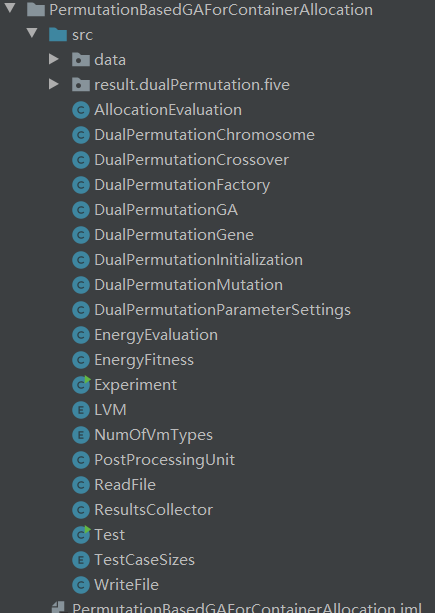 PermutationBasedGAForContainerAllocation
src
data
result.dualPermutation.five
C AllocationEvaluation
C DualPermutationChromosome
C DualPermutationCrossover
C DualPermutationFactory
C DualPermutationGA
C DualPermutationGene
C DualPermutationInitialization
C DualPermutationMutation
C DualPermutationParameterSettings
C EnergyEvaluation
C EnergyFitness
C Experiment
E LVM
E NumOfVmTypes
C PostProcessingUnit
C ReadFile
C ResultsCollector
C Test
E TestCaseSizes
C WriteFile
PermutationBasedGAForContainerAllocation.iml